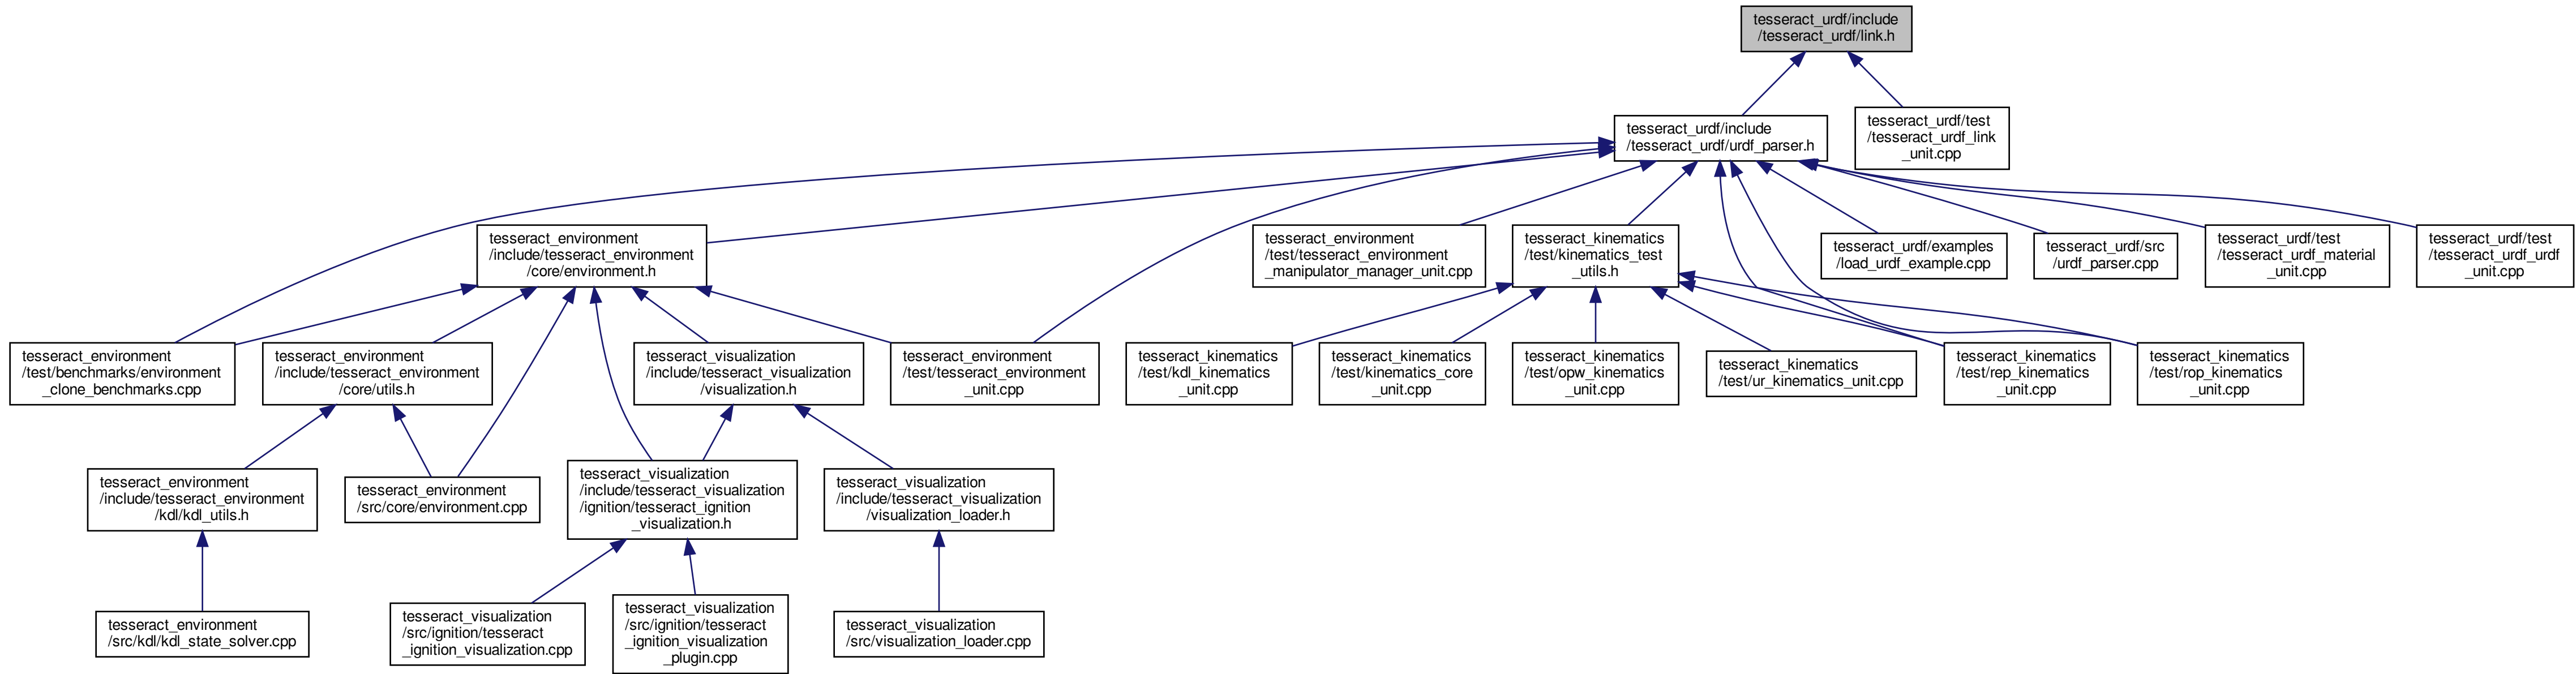 tesseract_urdf/include
/tesseract_urdf/link.h
tesseract_urdf/include
/tesseract_urdf/urdf_parser.h
tesseract_urdf/test
/tesseract_urdf_link
_unit.cpp
tesseract_environment
/include/tesseract_environment
/core/environment.h
tesseract_environment
/test/tesseract_environment
_manipulator_manager_unit.cpp
tesseract_kinematics
/test/kinematics_test
_utils.h
tesseract_urdf/examples
/load_urdf_example.cpp
tesseract_urdf/src
/urdf_parser.cpp
tesseract_urdf/test
/tesseract_urdf_material
_unit.cpp
tesseract_urdf/test
/tesseract_urdf_urdf
_unit.cpp
tesseract_environment
/test/benchmarks/environment
_clone_benchmarks.cpp
tesseract_environment
/include/tesseract_environment
/core/utils.h
tesseract_visualization
/include/tesseract_visualization
/visualization.h
tesseract_environment
/test/tesseract_environment
_unit.cpp
tesseract_kinematics
/test/kdl_kinematics
_unit.cpp
tesseract_kinematics
/test/kinematics_core
_unit.cpp
tesseract_kinematics
/test/opw_kinematics
_unit.cpp
tesseract_kinematics
/test/ur_kinematics_unit.cpp
tesseract_kinematics
/test/rep_kinematics
_unit.cpp
tesseract_kinematics
/test/rop_kinematics
_unit.cpp
tesseract_environment
/include/tesseract_environment
/kdl/kdl_utils.h
tesseract_environment
/src/core/environment.cpp
tesseract_visualization
/include/tesseract_visualization
/ignition/tesseract_ignition
_visualization.h
tesseract_visualization
/include/tesseract_visualization
/visualization_loader.h
tesseract_environment
/src/kdl/kdl_state_solver.cpp
tesseract_visualization
/src/ignition/tesseract
_ignition_visualization.cpp
tesseract_visualization
/src/ignition/tesseract
_ignition_visualization
_plugin.cpp
tesseract_visualization
/src/visualization_loader.cpp